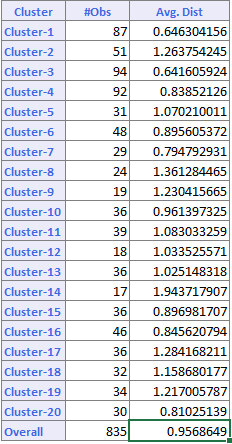 Cluster #Obs Avg. Dist
Cluster-1 87 0.646304156
Cluster-2 51 1.263754245
Cluster-3 94 0.641605924
Cluster-4 92 0.83852126
Cluster-5 31 1.070210011
Cluster-6 48 0.895605372
Cluster-7 29 0.794792931
Cluster-8 24 1.361284465
Cluster-9 19 1.230415665
Cluster-10 36 0.961397325
Cluster-11 39 1.083033259
Cluster-12 18 1.033525571
Cluster-13 36 1.025148318
Cluster-14 17 1.943717907
Cluster-15 36 0.896981707
Cluster-16 46 0.845620794
Cluster-17 36 1.284168211
Cluster-18 32 1.158680177
Cluster-19 34 1.217005787
Cluster-20 30 0.81025139
Overall 835 0.9568649